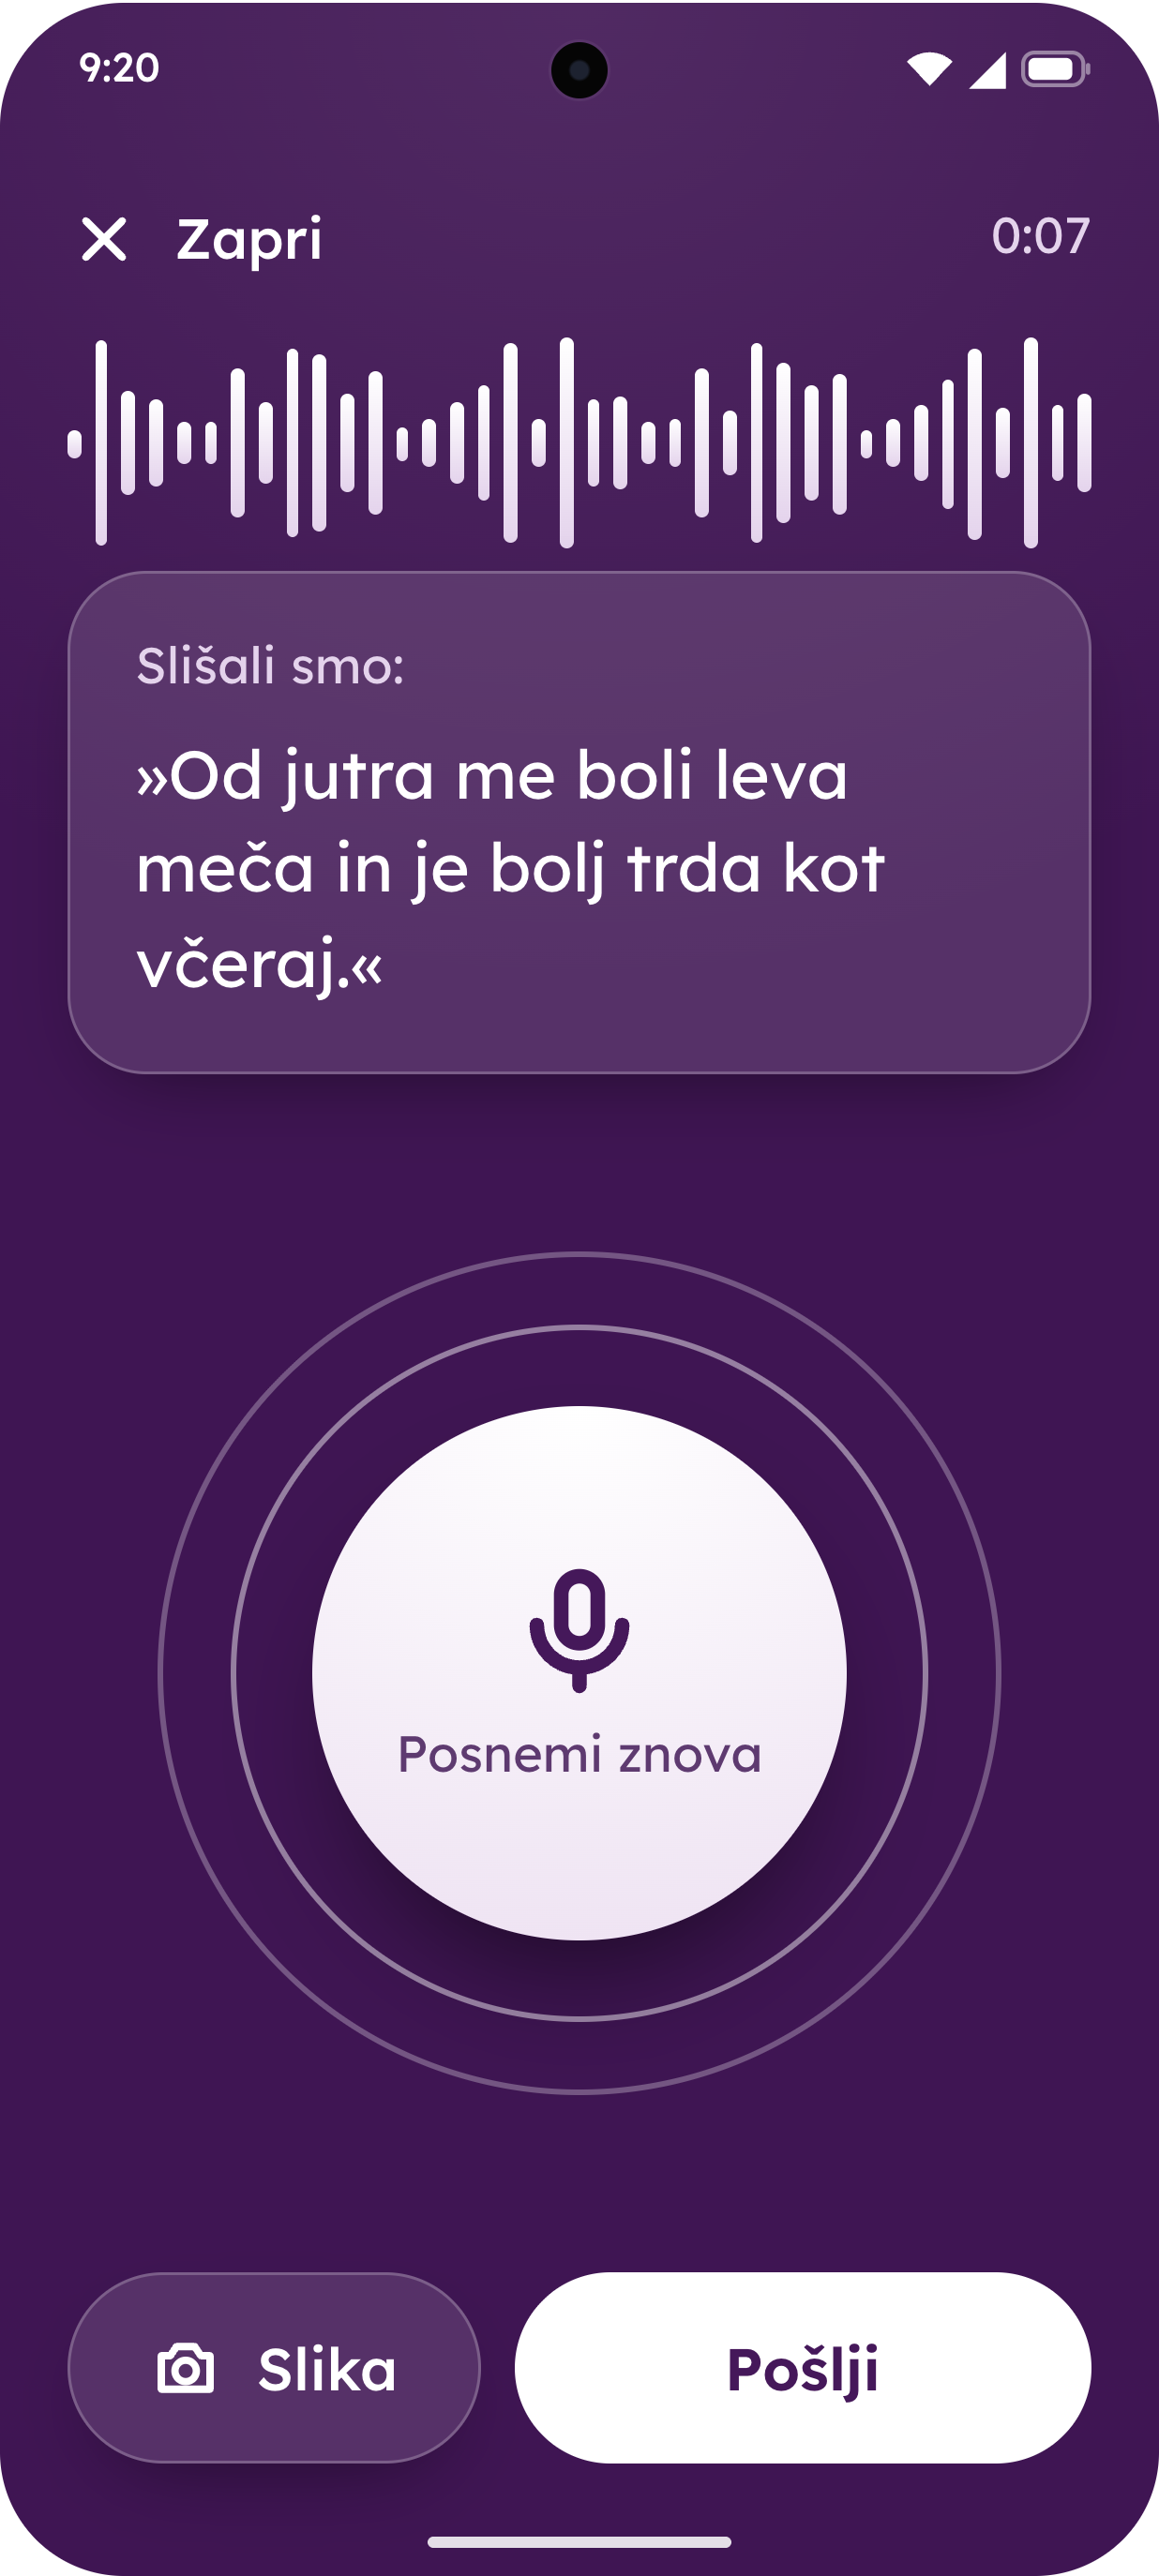 9:20
Zapri
0:07
Slišali smo:
»Od jutra me boli leva
meča in je bolj trda kot
včeraj.«
Posnemi znova
Slika
Pošlji